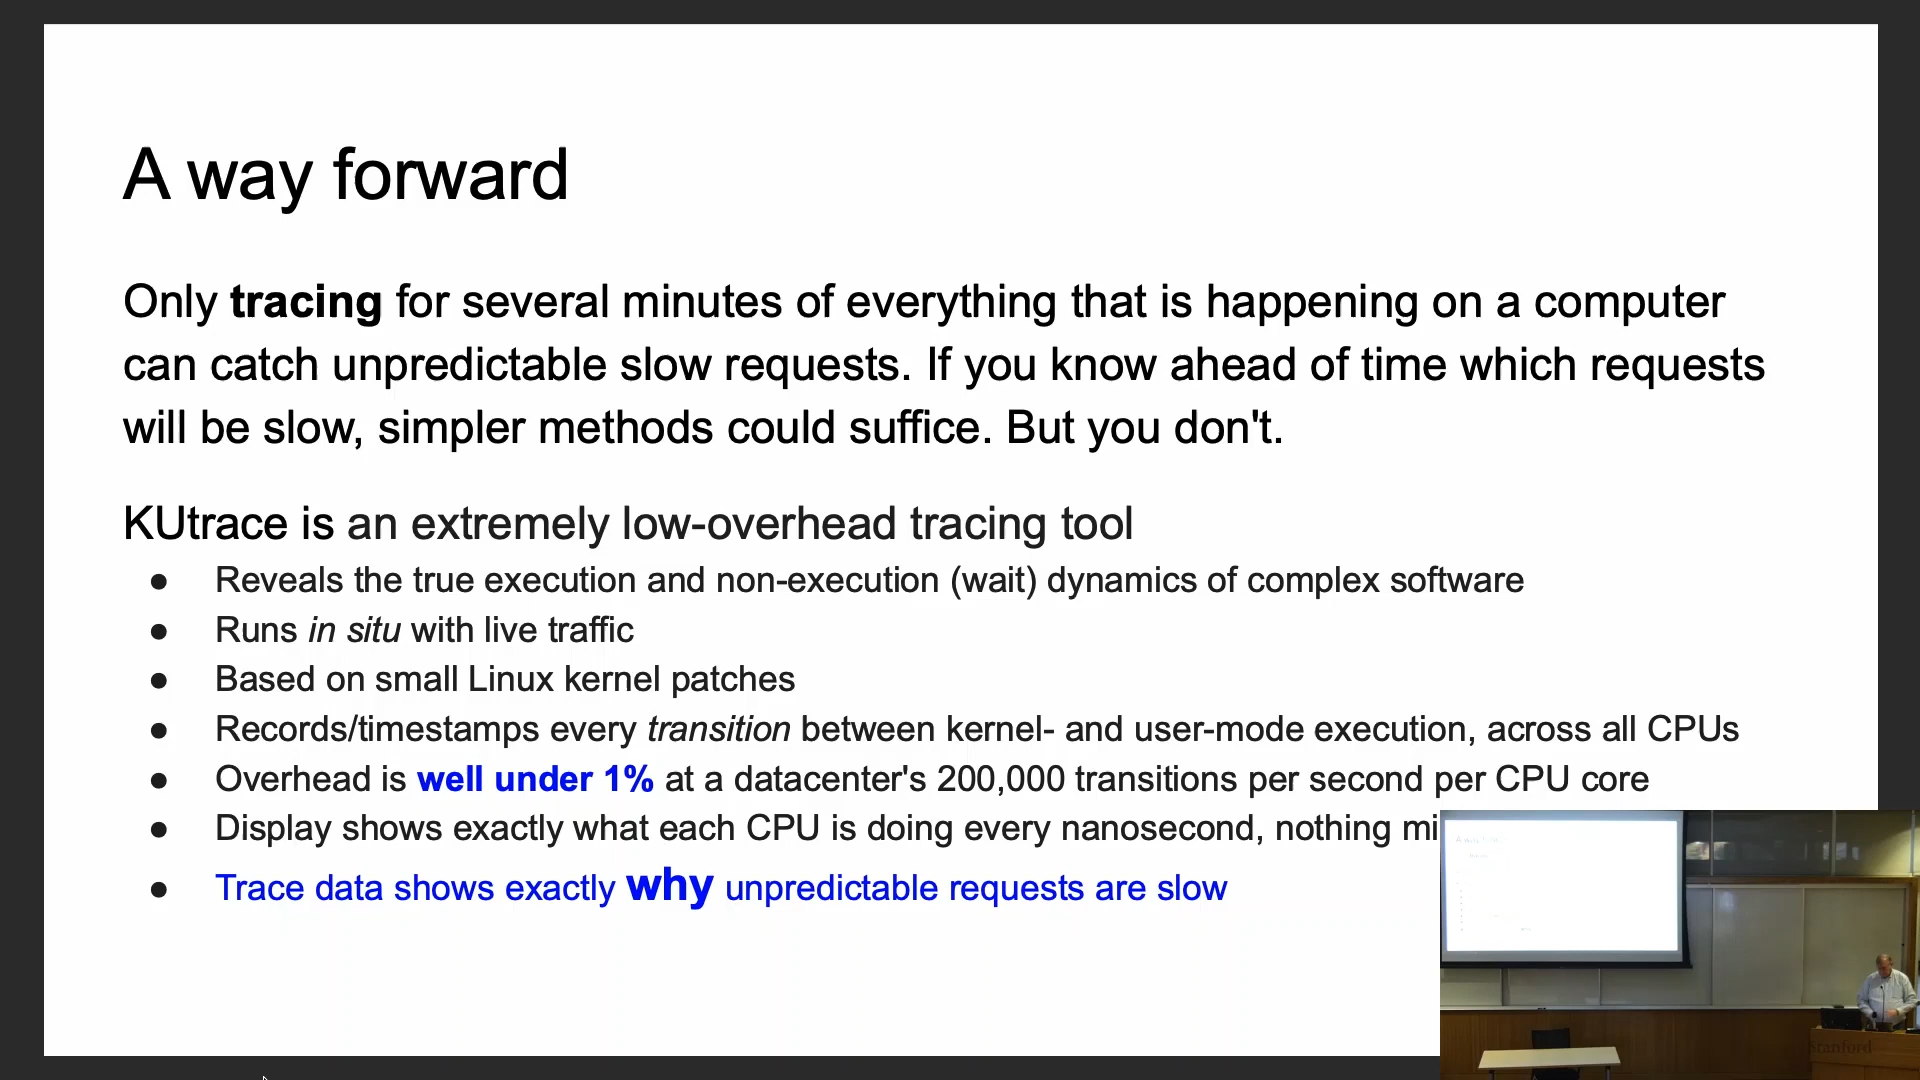 A way forward
Only tracing for several minutes of everything that is happening on a computer
can catch unpredictable slow requests. If you know ahead of time which requests
will be slow, simpler methods could suffice. But you don't.
KUtrace is an extremely low-overhead tracing tool
● Reveals the true execution and non-execution (wait) dynamics of complex software
● Runs in situ with live traffic
● Based on small Linux kernel patches
● Records/timestamps every transition between kernel- and user-mode execution, across all CPUs
● Overhead is well under 1% at a datacenter's 200,000 transitions per second per CPU core
● Display shows exactly what each CPU is doing every nanosecond, nothing mi
● Trace data shows exactly why unpredictable requests are slow
Stanford